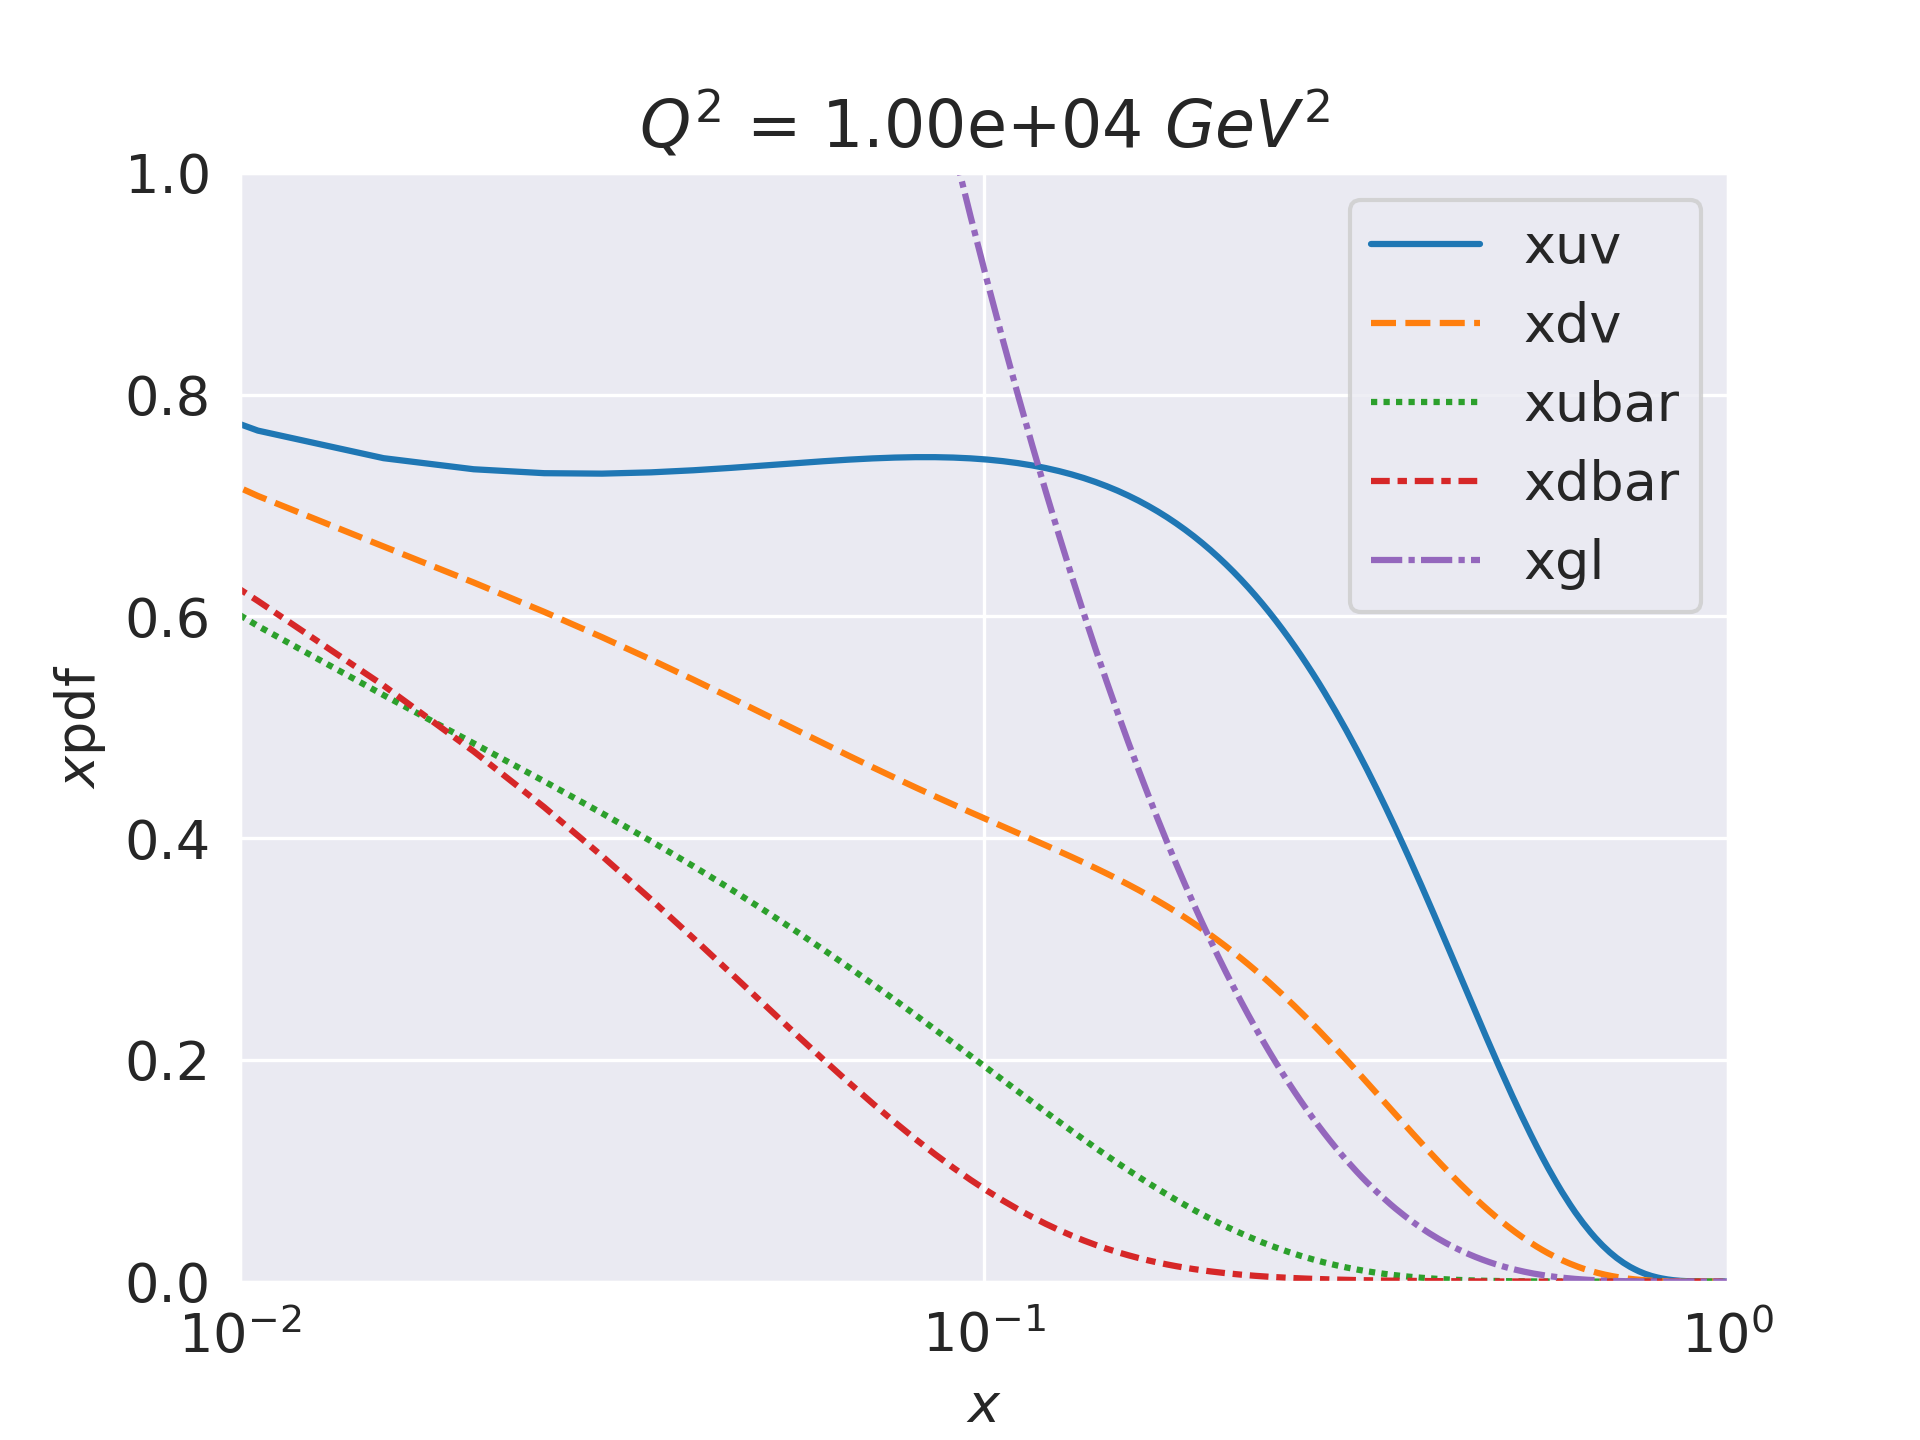 Q² = 1.00e+04 GeV²
1.0
0.8
0.6
0.4
0.2
0.0
xpdf
10⁻²
10⁻¹
10⁰
x
xuv
xdv
xubar
xdbar
xgl